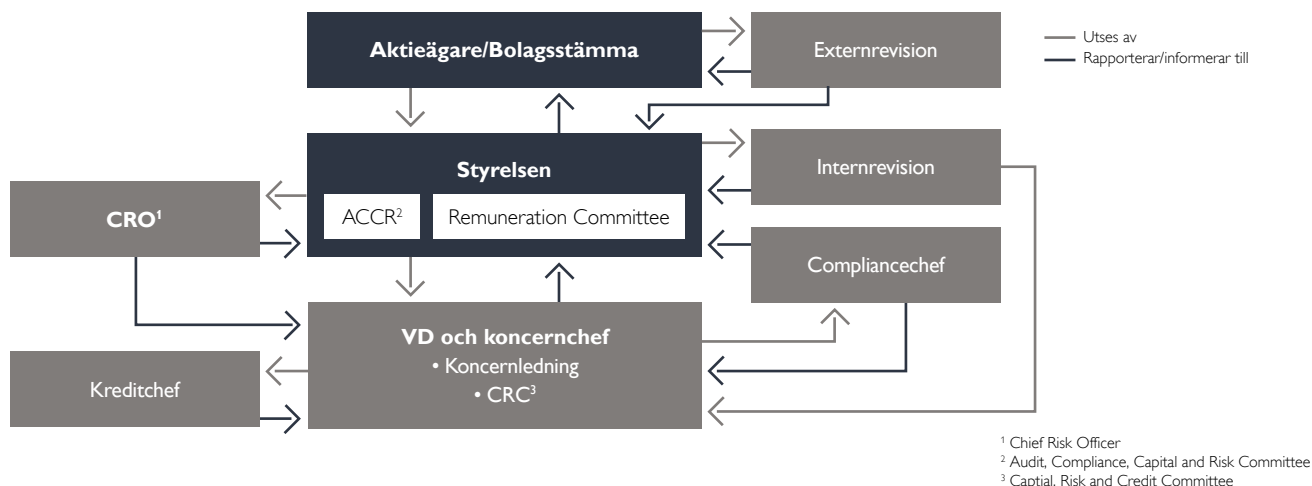 Aktieägare/Bolagsstämma
Externrevision
Utses av
Rapporterar/informerar till
Styrelsen
ACCR²
Remuneration Committee
Internrevision
CRO¹
Compliancechef
VD och koncernchef
• Koncernledning
• CRC³
Kreditchef
¹ Chief Risk Officer
² Audit, Compliance, Capital and Risk Committee
³ Captial, Risk and Credit Committee